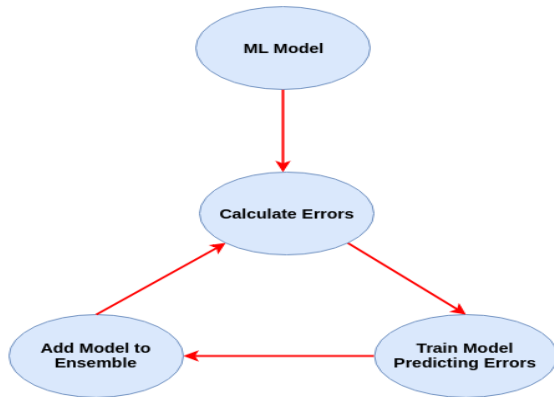 ML Model
Calculate Errors
Add Model to
Ensemble
Train Model
Predicting Errors